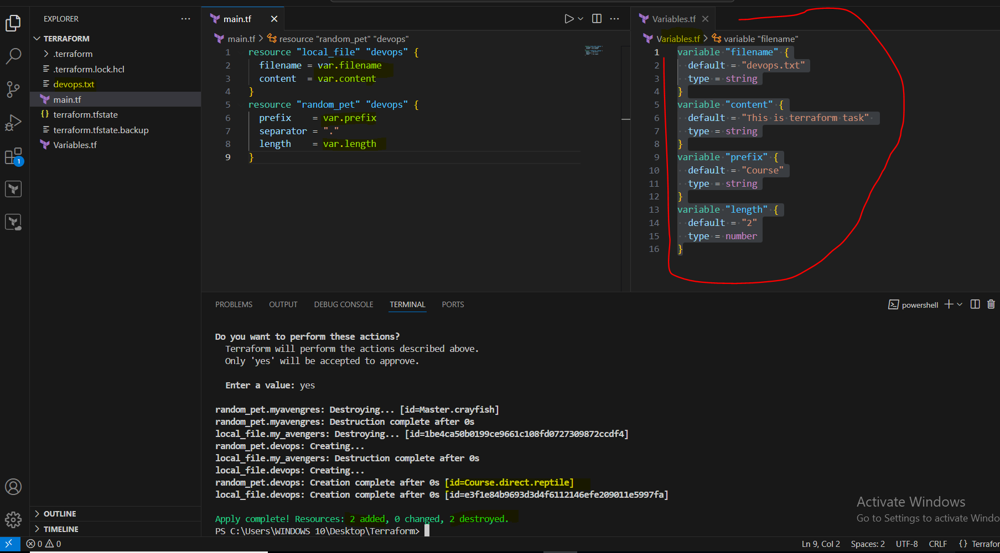 EXPLORER
TERRAFORM
.terraform
.terraform.lock.hcl
devops.txt
main.tf
terraform.tfstate
terraform.tfstate.backup
Variables.tf
OUTLINE
TIMELINE
1
main.tf
main.tf > resource "random_pet" "devops"
1 resource "local_file" "devops" {
2   filename = var.filename
3   content  = var.content
4 }
5 resource "random_pet" "devops" {
6   prefix    = var.prefix
7   separator = "."
8   length    = var.length
9 }
Variables.tf
Variables.tf > variable "filename"
1 variable "filename" {
2   default = "devops.txt"
3   type = string
4 }
5 variable "content" {
6   default = "This is terraform task"
7   type = string
8 }
9 variable "prefix" {
10   default = "Course"
11   type = string
12 }
13 variable "length" {
14   default = "2"
15   type = number
16 }
PROBLEMS OUTPUT DEBUG CONSOLE TERMINAL PORTS
powershell
Do you want to perform these actions?
  Terraform will perform the actions described above.
  Only 'yes' will be accepted to approve.
  Enter a value: yes
random_pet.myavengres: Destroying... [id=Master.crayfish]
random_pet.myavengres: Destruction complete after 0s
local_file.my_avengers: Destroying... [id=1be4ca50b0199ce9661c108fd0727309872ccdf4]
random_pet.devops: Creating...
local_file.my_avengers: Destruction complete after 0s
local_file.devops: Creating...
random_pet.devops: Creation complete after 0s [id=Course.direct.reptile]
local_file.devops: Creation complete after 0s [id=e3f1e84b9693d3d4f6112146efe209011e5997fa]
Apply complete! Resources: 2 added, 0 changed, 2 destroyed.
PS C:\Users\WINDOWS 10\Desktop\Terraform>
Activate Windows
Go to Settings to activate Windo
0 0
Ln 9, Col 2 Spaces: 2 UTF-8 CRLF {} Terrafor